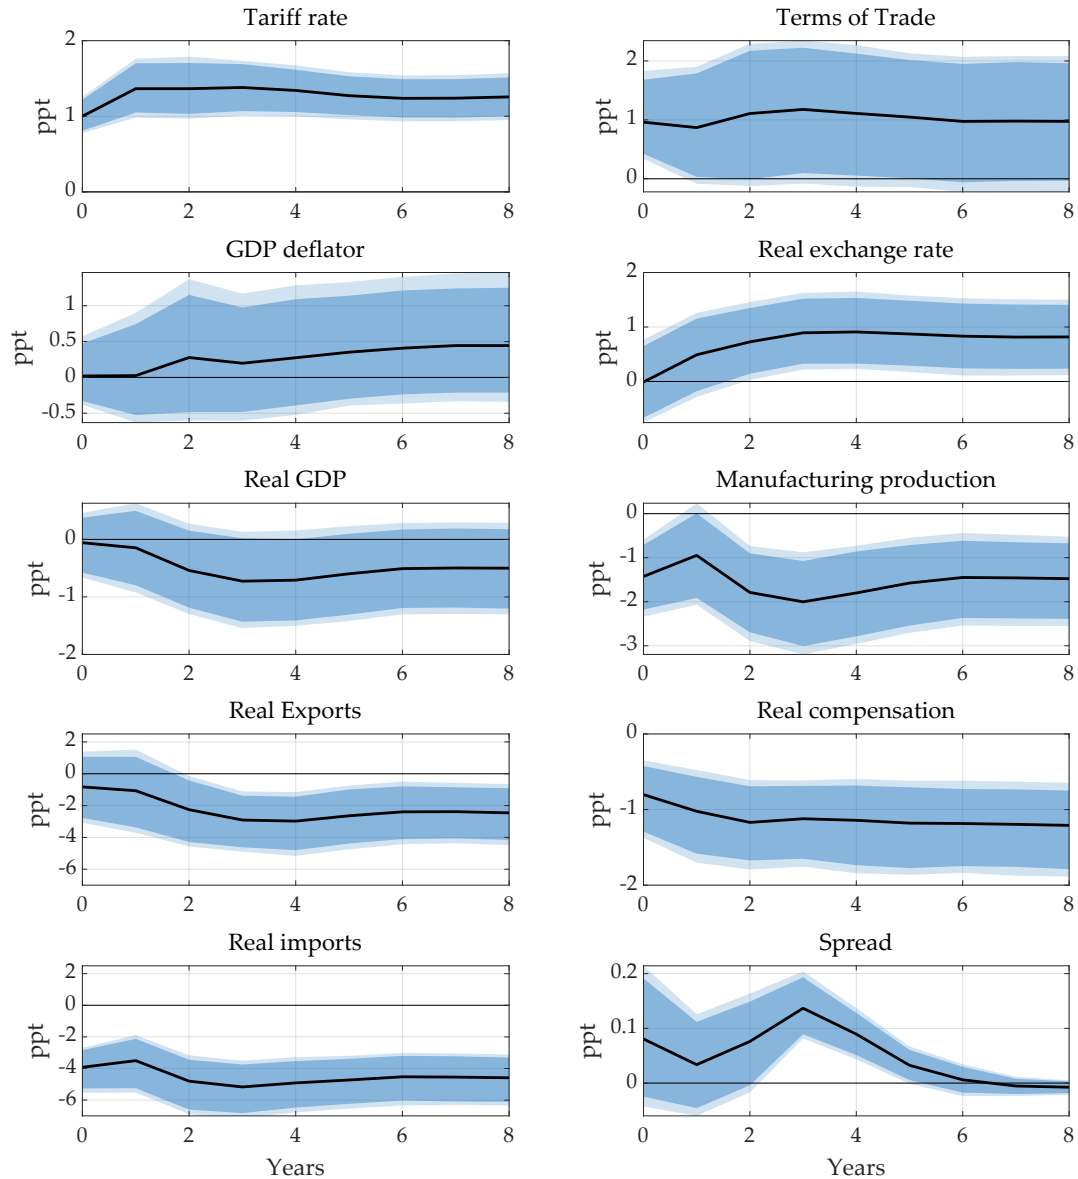 Tariff rate
ppt
2
1
0
0 2 4 6 8
Terms of Trade
ppt
2
1
0
0 2 4 6 8
GDP deflator
ppt
1
0.5
0
-0.5
0 2 4 6 8
Real exchange rate
ppt
2
1
0
0 2 4 6 8
Real GDP
ppt
0
-1
-2
0 2 4 6 8
Manufacturing production
ppt
0
-1
-2
-3
0 2 4 6 8
Real Exports
ppt
2
0
-2
-4
-6
0 2 4 6 8
Real compensation
ppt
0
-1
-2
0 2 4 6 8
Real imports
ppt
2
0
-2
-4
-6
0 2 4 6 8
Years
Spread
ppt
0.2
0.1
0
0 2 4 6 8
Years